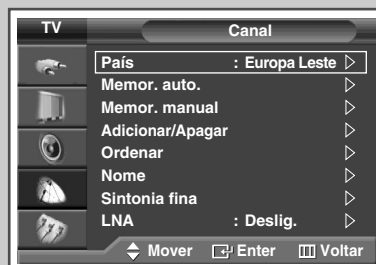 TV Canal
País : Europa Leste
Memor. auto.
Memor. manual
Adicionar/Apagar
Ordenar
Nome
Sintonia fina
LNA : Deslig.
Mover Enter Voltar